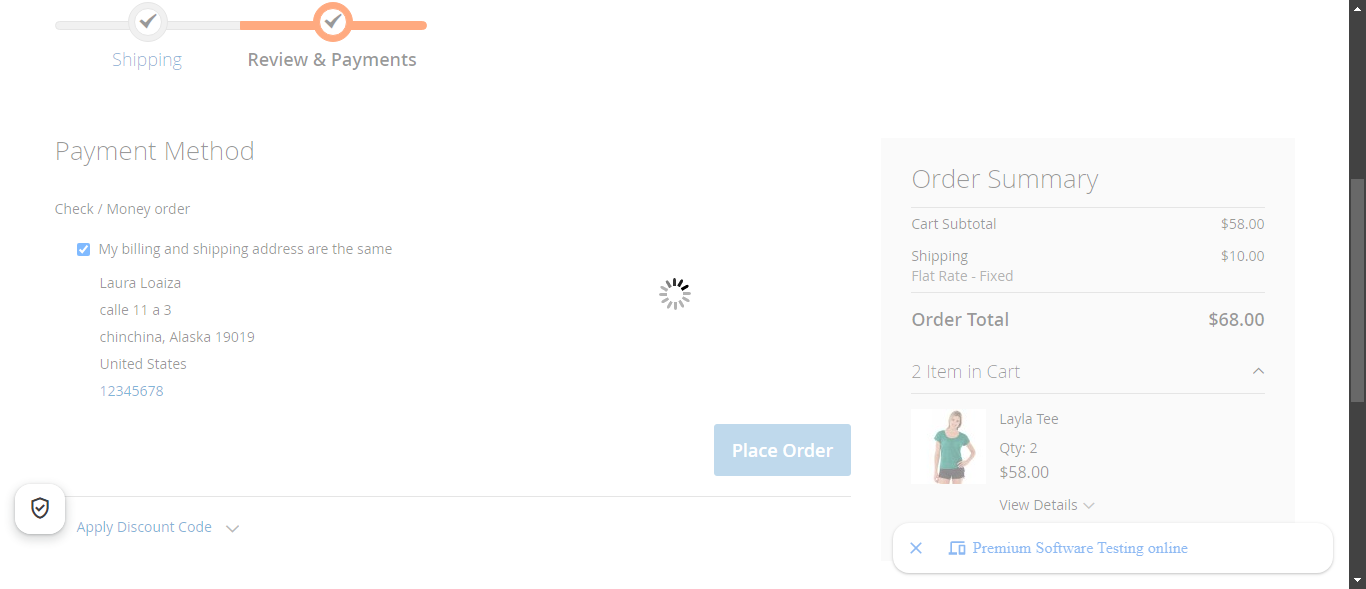 Shipping
Review & Payments
Payment Method
Check / Money order
My billing and shipping address are the same
Laura Loaiza
calle 11 a 3
chinchina, Alaska 19019
United States
12345678
Place Order
Apply Discount Code
Order Summary
Cart Subtotal $58.00
Shipping $10.00
Flat Rate - Fixed
Order Total $68.00
2 Item in Cart
Layla Tee
Qty: 2
$58.00
View Details
Premium Software Testing online